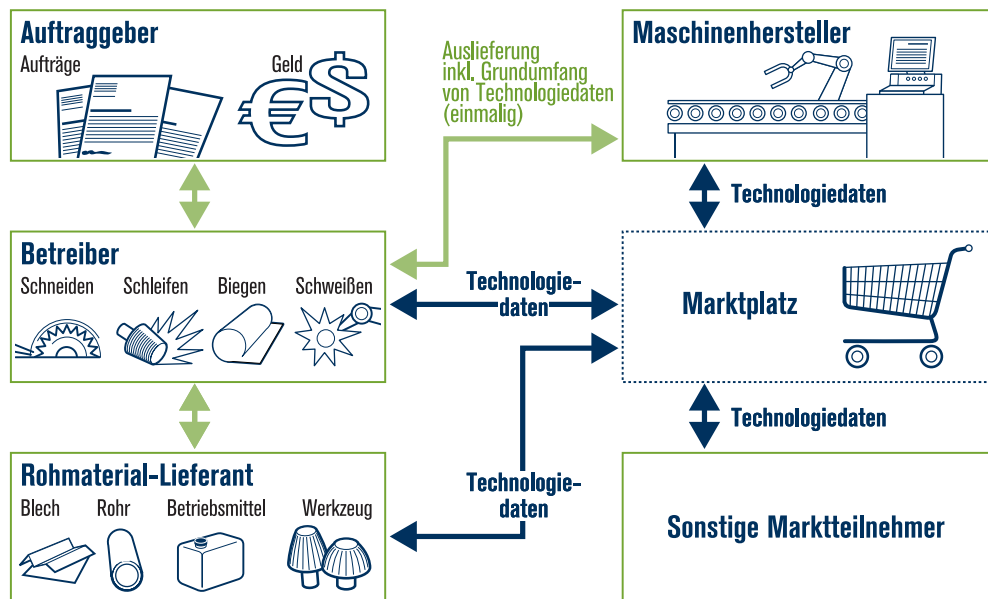 Auftraggeber
Aufträge
Geld
€
$
Auslieferung
inkl. Grundumfang
von Technologiedaten
(einmalig)
Maschinenhersteller
Technologiedaten
Betreiber
Schneiden
Schleifen
Biegen
Schweißen
Technologie-
daten
Marktplatz
Technologiedaten
Rohmaterial-Lieferant
Blech
Rohr
Betriebsmittel
Werkzeug
Technologie-
daten
Sonstige Marktteilnehmer